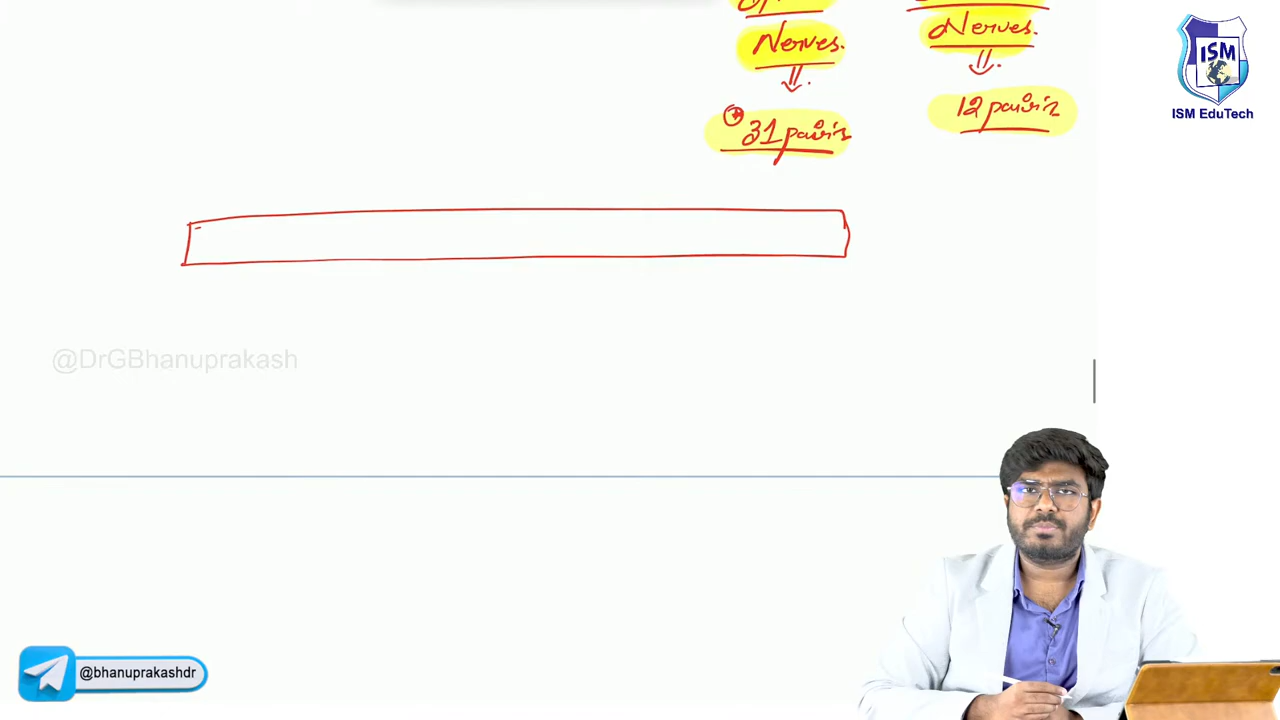 Nerves.
Nerves.
12 pairs
31 pairs
ISM
ISM EduTech
@DrGBhanuprakash
@bhanuprakashdr